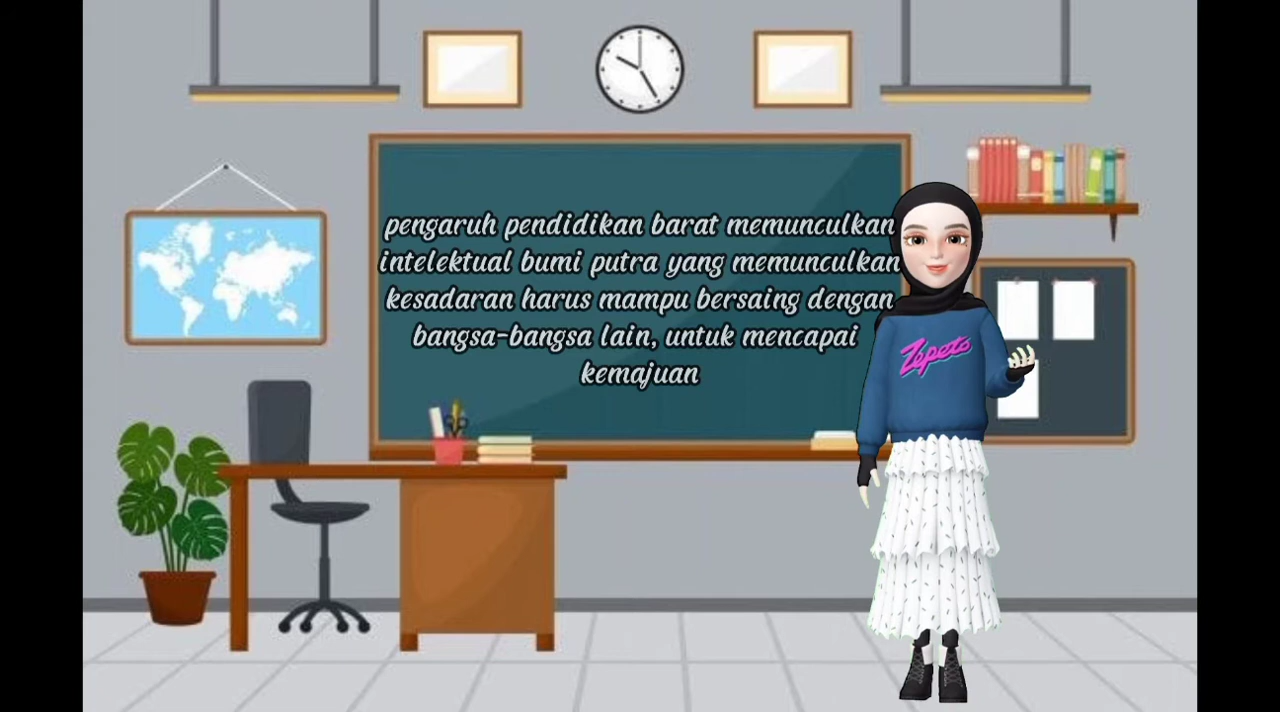 pengaruh pendidikan barat memunculkan
intelektual bumi putra yang memunculkan
kesadaran harus mampu bersaing dengan
bangsa-bangsa lain, untuk mencapai
kemajuan
Zepeto